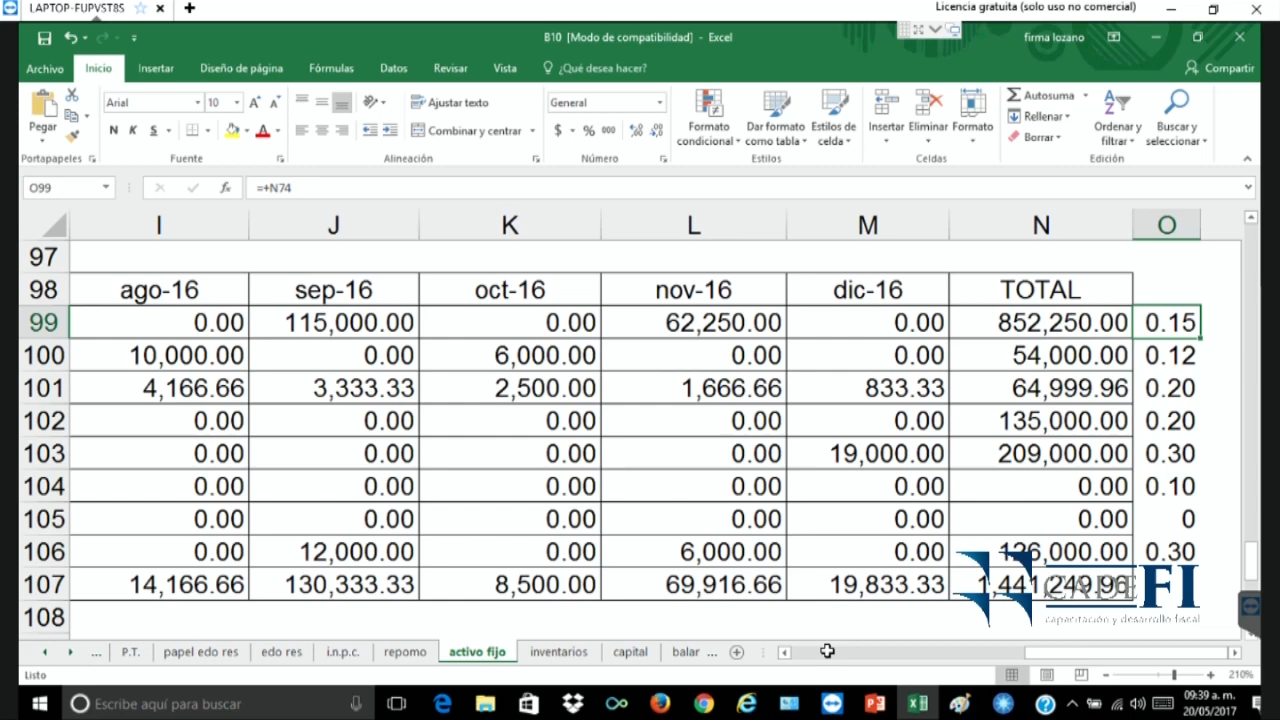 LAPTOP-FUPVST8S
Licencia gratuita (solo uso no comercial)
B10 [Modo de compatibilidad] - Excel
firma lozano
Archivo Inicio Insertar Diseño de página Fórmulas Datos Revisar Vista ¿Qué desea hacer? Compartir
Pegar
Arial 10
N K S
Ajustar texto
Combinar y centrar
General
$ % 000
Formato condicional
Dar formato como tabla
Estilos de celda
Insertar Eliminar Formato
Autosuma
Rellenar
Borrar
Ordenar y filtrar
Buscar y seleccionar
Portapapeles Fuente Alineación Número Estilos Celdas Edición
O99 fx =+N74
I J K L M N O
97
98 ago-16 sep-16 oct-16 nov-16 dic-16 TOTAL
99 0.00 115,000.00 0.00 62,250.00 0.00 852,250.00 0.15
100 10,000.00 0.00 6,000.00 0.00 0.00 54,000.00 0.12
101 4,166.66 3,333.33 2,500.00 1,666.66 833.33 64,999.96 0.20
102 0.00 0.00 0.00 0.00 0.00 135,000.00 0.20
103 0.00 0.00 0.00 0.00 19,000.00 209,000.00 0.30
104 0.00 0.00 0.00 0.00 0.00 0.00 0.10
105 0.00 0.00 0.00 0.00 0.00 0.00 0
106 0.00 12,000.00 0.00 6,000.00 0.00 126,000.00 0.30
107 14,166.66 130,333.33 8,500.00 69,916.66 19,833.33 1,441,249.96
CADEFI
capacitación y desarrollo fiscal
108
... P.T. papel edo res edo res i.n.p.c. repomo activo fijo inventarios capital balar ...
Listo
210%
Escribe aquí para buscar
09:39 a. m.
20/05/2017